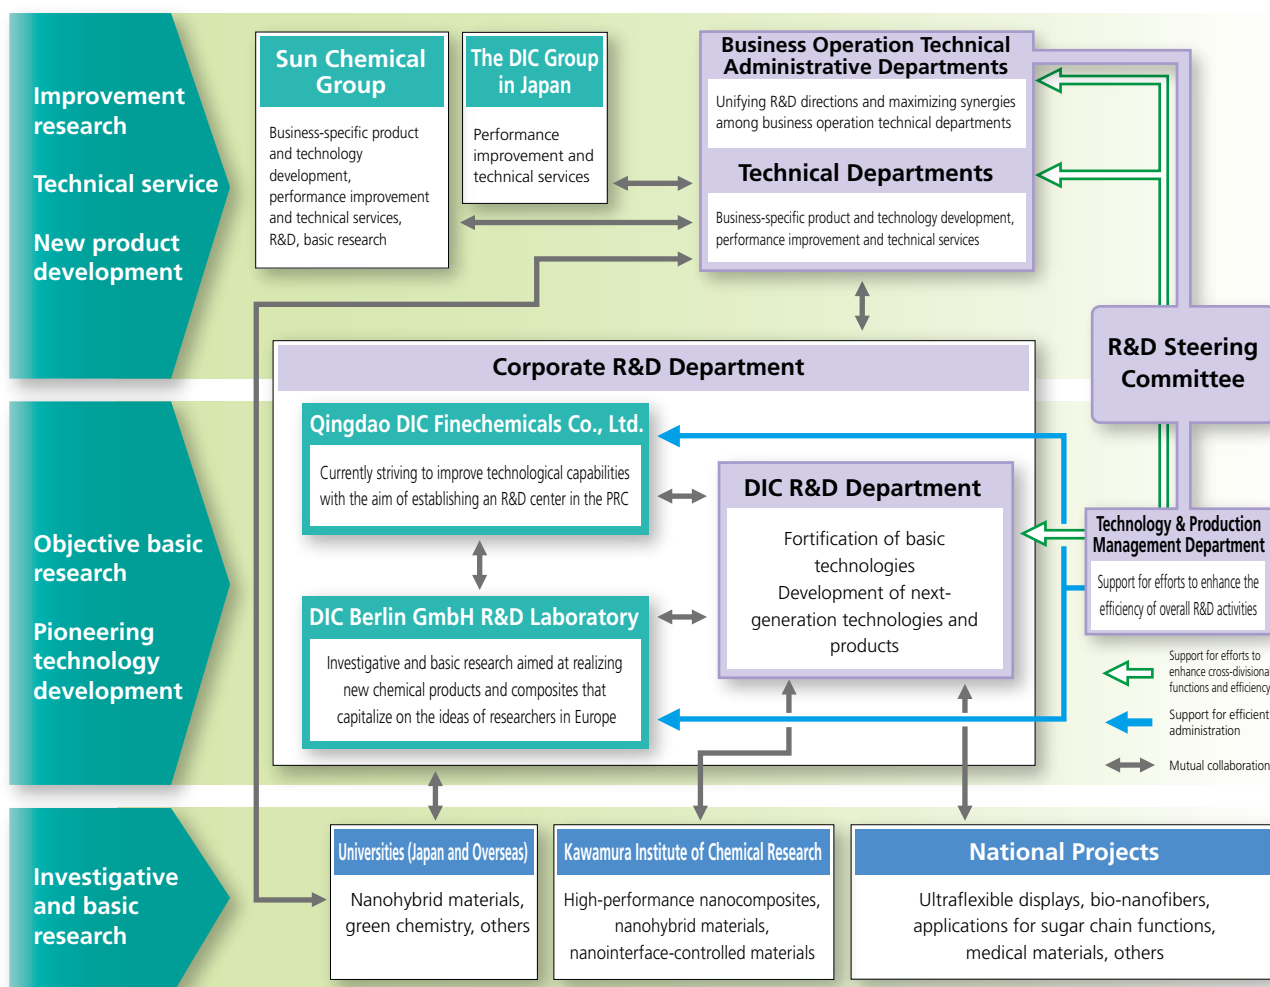 Improvement
research
Technical service
New product
development
Sun Chemical
Group
Business-specific product
and technology
development,
performance improvement
and technical services,
R&D, basic research
The DIC Group
in Japan
Performance
improvement and
technical services
Business Operation Technical
Administrative Departments
Unifying R&D directions and maximizing synergies
among business operation technical departments
Technical Departments
Business-specific product and technology development,
performance improvement and technical services
R&D Steering
Committee
Corporate R&D Department
Objective basic
research
Pioneering
technology
development
Qingdao DIC Finechemicals Co., Ltd.
Currently striving to improve technological capabilities
with the aim of establishing an R&D center in the PRC
DIC Berlin GmbH R&D Laboratory
Investigative and basic research aimed at realizing
new chemical products and composites that
capitalize on the ideas of researchers in Europe
DIC R&D Department
Fortification of basic
technologies
Development of next-
generation technologies and
products
Technology & Production
Management Department
Support for efforts to enhance the
efficiency of overall R&D activities
Support for efforts to
enhance cross-divisional
functions and efficiency
Support for efficient
administration
Mutual collaboration
Investigative
and basic
research
Universities (Japan and Overseas)
Nanohybrid materials,
green chemistry, others
Kawamura Institute of Chemical Research
High-performance nanocomposites,
nanohybrid materials,
nanointerface-controlled materials
National Projects
Ultraflexible displays, bio-nanofibers,
applications for sugar chain functions,
medical materials, others